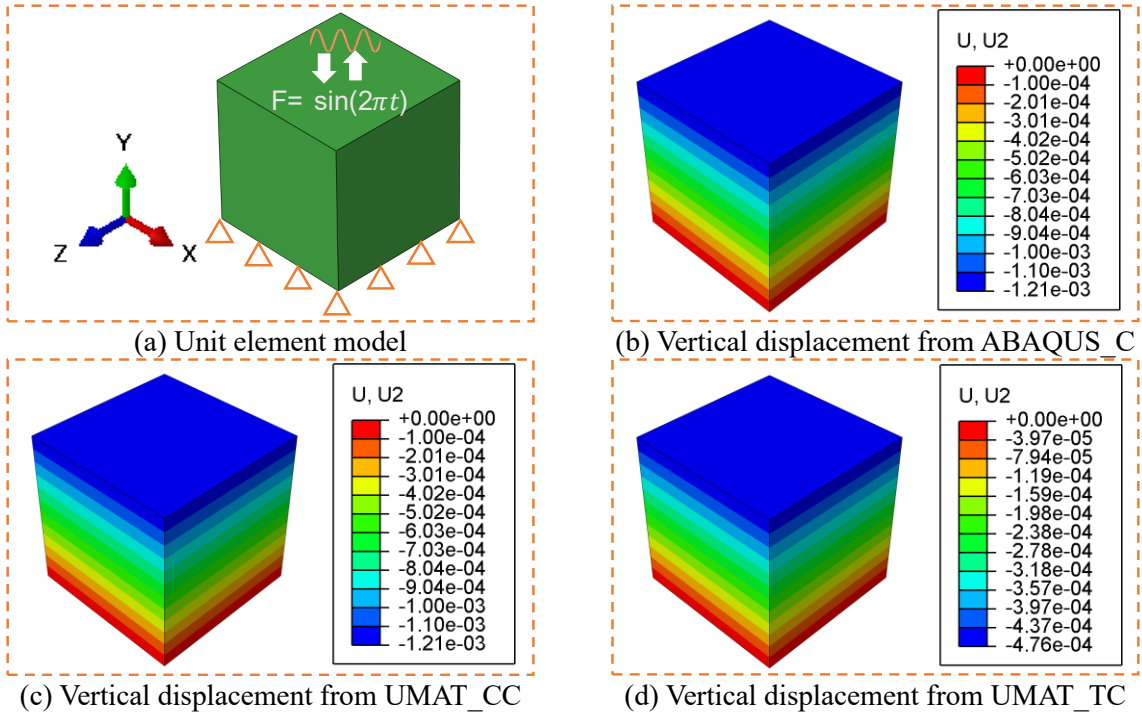 F= sin(2πt)
Y
Z
X
(a) Unit element model
U, U2
+0.00e+00
-1.00e-04
-2.01e-04
-3.01e-04
-4.02e-04
-5.02e-04
-6.03e-04
-7.03e-04
-8.04e-04
-9.04e-04
-1.00e-03
-1.10e-03
-1.21e-03
(b) Vertical displacement from ABAQUS_C
U, U2
+0.00e+00
-1.00e-04
-2.01e-04
-3.01e-04
-4.02e-04
-5.02e-04
-6.03e-04
-7.03e-04
-8.04e-04
-9.04e-04
-1.00e-03
-1.10e-03
-1.21e-03
(c) Vertical displacement from UMAT_CC
U, U2
+0.00e+00
-3.97e-05
-7.94e-05
-1.19e-04
-1.59e-04
-1.98e-04
-2.38e-04
-2.78e-04
-3.18e-04
-3.57e-04
-3.97e-04
-4.37e-04
-4.76e-04
(d) Vertical displacement from UMAT_TC